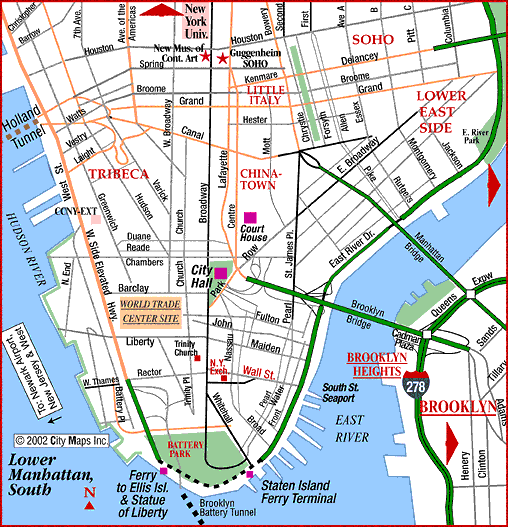 Christopher
Barrow
7th Ave.
Ave. of the
Americas
New
York
Univ.
Houston
Bowery
Second
First
Ave A
B
C
Pitt
Columbia
Houston
New Mus. of
Cont. Art
Guggenheim
SOHO
SOHO
Spring
Delancey
Kenmare
Broome
LITTLE
ITALY
Broome
Grand
Grand
LOWER
EAST
SIDE
Holland
Tunnel
Watts
Vestry
Laight
Canal
W. Broadway
Hester
Mott
Chrystie
Forsyth
Allen
Essex
E. Broadway
E. River
Park
Jackson
Montgomery
Rutgers
Pike
West St.
TRIBECA
CCNY-EXT
Greenwich
Hudson
Varick
Church
Broadway
Lafayette
Centre
CHINA-
TOWN
Court
House
HUDSON RIVER
W. Side Elevated
Hwy.
N. End
Duane
Reade
Chambers
Church
City
Hall
Park
Row
St. James Pl.
East River Dr.
Manhattan
Bridge
Barclay
WORLD TRADE
CENTER SITE
Pearl
Brooklyn
Bridge
Queens
Expw
Fulton
John
Maiden
Nassau
Liberty
Trinity
Church
N.Y.
Exch.
Wall St.
Cadman
Plaza
Sands
Tillary
To Newark Airport,
New Jersey & West
Rector
W. Thames
Battery Pl.
Trinity Pl
Whitehall
Broad
Pearl
Front
Water
South St.
Seaport
BROOKLYN
HEIGHTS
278
BROOKLYN
Adams
EAST
RIVER
Henery
Clinton
© 2002 City Maps Inc.
BATTERY
PARK
Lower
Manhattan,
South
N
Ferry
to Ellis Isl.
& Statue
of Liberty
Brooklyn
Battery Tunnel
Staten Island
Ferry Terminal